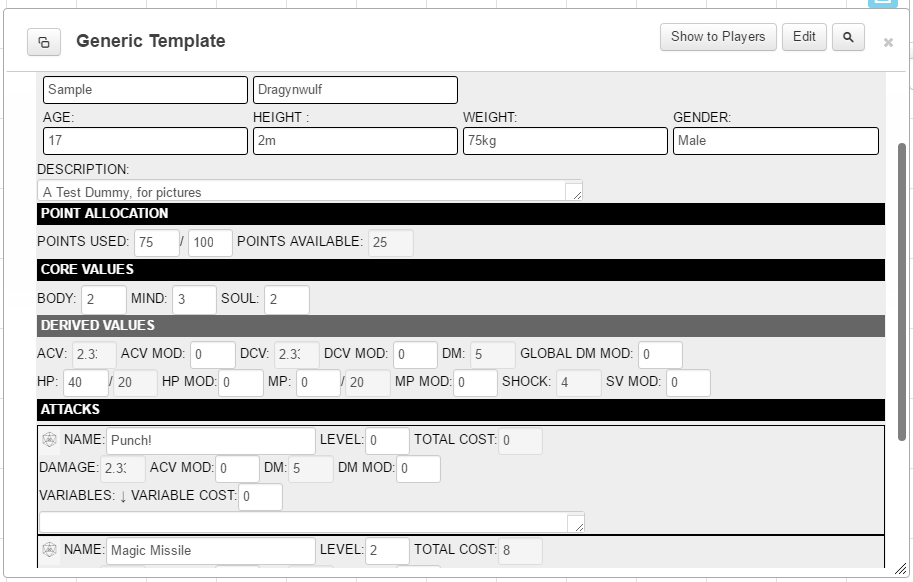 Generic Template Show to Players Edit
Sample Dragynwulf
AGE: HEIGHT : WEIGHT: GENDER:
17 2m 75kg Male
DESCRIPTION:
A Test Dummy, for pictures
POINT ALLOCATION
POINTS USED: 75 / 100 POINTS AVAILABLE: 25
CORE VALUES
BODY: 2 MIND: 3 SOUL: 2
DERIVED VALUES
ACV: 2.3 ACV MOD: 0 DCV: 2.3 DCV MOD: 0 DM: 5 GLOBAL DM MOD: 0
HP: 40 / 20 HP MOD: 0 MP: 0 / 20 MP MOD: 0 SHOCK: 4 SV MOD: 0
ATTACKS
NAME: Punch! LEVEL: 0 TOTAL COST: 0
DAMAGE: 2.3 ACV MOD: 0 DM: 5 DM MOD: 0
VARIABLES: ↓ VARIABLE COST: 0
NAME: Magic Missile LEVEL: 2 TOTAL COST: 8